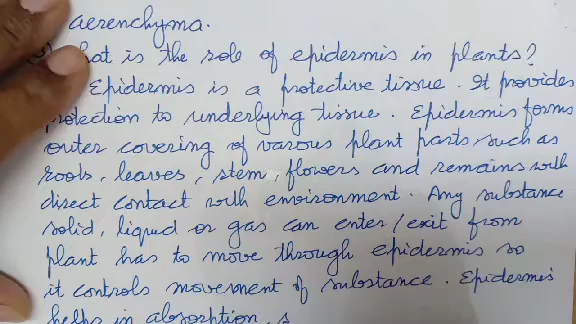 aerenchyma.
hat is the role of epidermis in plants?
Epidermis is a protective tissue. It provides
protection to underlying tissue. Epidermis forms
outer covering of various plant parts, such as
roots, leaves, stem, flowers and remains with
direct contact with environment. Any substance
solid, liquid or gas can enter/exit from
plant has to move through epidermis so
it controls movement of substance. Epidermis
helps in absorption,